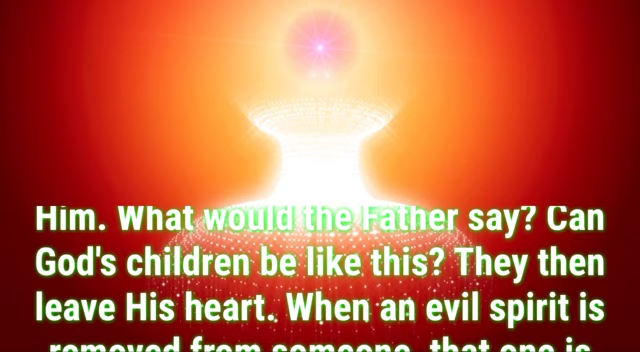 Him. What would the Father say? Can
God's children be like this? They then
leave His heart. When an evil spirit is
removed from someone, that one is